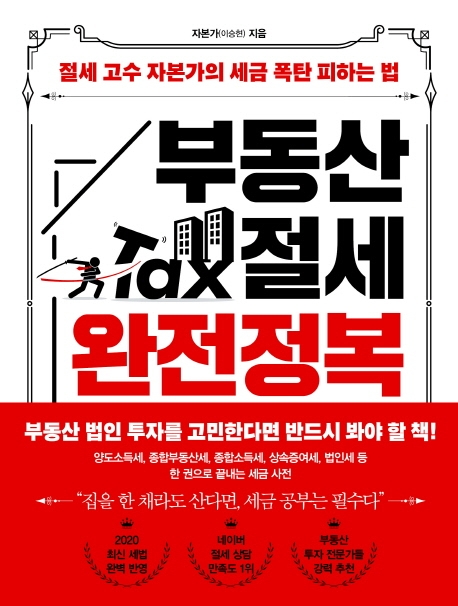 자본가(이승현) 지음
절세 고수 자본가의 세금 폭탄 피하는 법
부동산
Tax 절세
완전정복
부동산 법인 투자를 고민한다면 반드시 봐야 할 책!
양도소득세, 종합부동산세, 종합소득세, 상속증여세, 법인세 등
한 권으로 끝내는 세금 사전
“집을 한 채라도 산다면, 세금 공부는 필수다”
2020
최신 세법
완벽 반영
네이버
절세 상담
만족도 1위
부동산
투자 전문가들
강력 추천